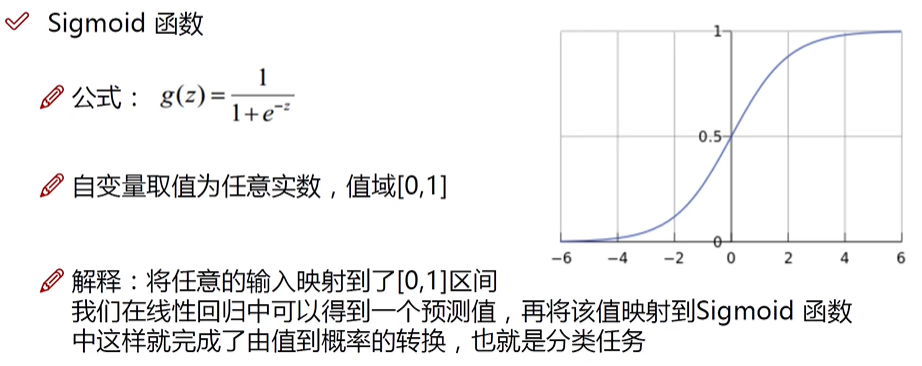 Sigmoid 函数
公式： g(z) = 1 / (1 + e^{-z})
自变量取值为任意实数，值域[0,1]
解释：将任意的输入映射到了[0,1]区间
我们在线性回归中可以得到一个预测值，再将该值映射到Sigmoid 函数
中这样就完成了由值到概率的转换，也就是分类任务
1
0.5
0
−6 −4 −2 0 2 4 6